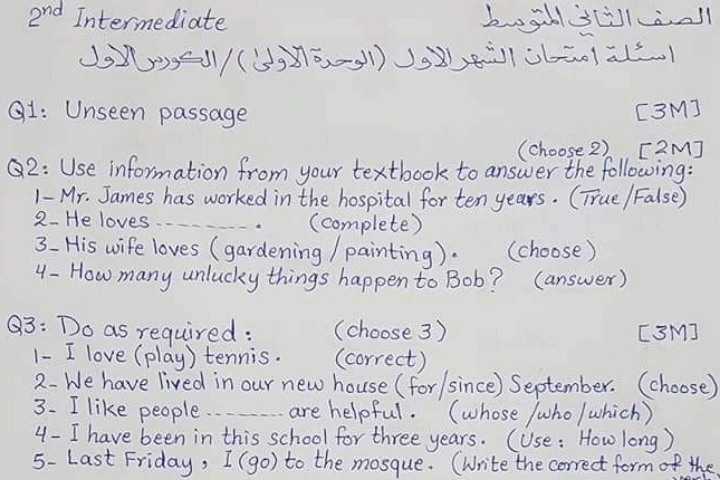 2nd Intermediate الصف الثاني المتوسط
اسئلة امتحان الشهر الاول (الوحدة الاولى) / الكورس الاول
Q1: Unseen passage [3M]
(choose 2) [2M]
Q2: Use information from your textbook to answer the following:
1- Mr. James has worked in the hospital for ten years. (True/False)
2- He loves --------- . (complete)
3- His wife loves (gardening / painting). (choose)
4- How many unlucky things happen to Bob? (answer)
Q3: Do as required: (choose 3) [3M]
1- I love (play) tennis. (correct)
2- We have lived in our new house (for/since) September. (choose)
3- I like people -------- are helpful. (whose /who /which)
4- I have been in this school for three years. (Use: How long)
5- Last Friday, I (go) to the mosque. (Write the correct form of the